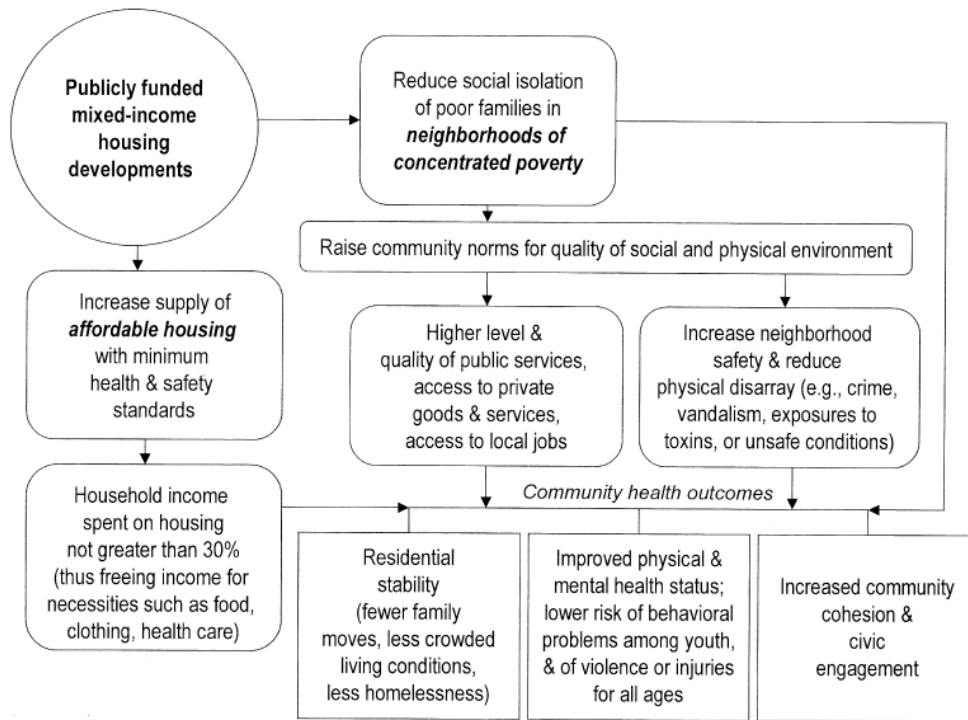 Publicly funded
mixed-income
housing
developments
Reduce social isolation
of poor families in
neighborhoods of
concentrated poverty
Raise community norms for quality of social and physical environment
Increase supply of
affordable housing
with minimum
health & safety
standards
Higher level &
quality of public services,
access to private
goods & services,
access to local jobs
Increase neighborhood
safety & reduce
physical disarray (e.g., crime,
vandalism, exposures to
toxins, or unsafe conditions)
Household income
spent on housing
not greater than 30%
(thus freeing income for
necessities such as food,
clothing, health care)
Community health outcomes
Residential
stability
(fewer family
moves, less crowded
living conditions,
less homelessness)
Improved physical &
mental health status;
lower risk of behavioral
problems among youth,
& of violence or injuries
for all ages
Increased community
cohesion &
civic
engagement